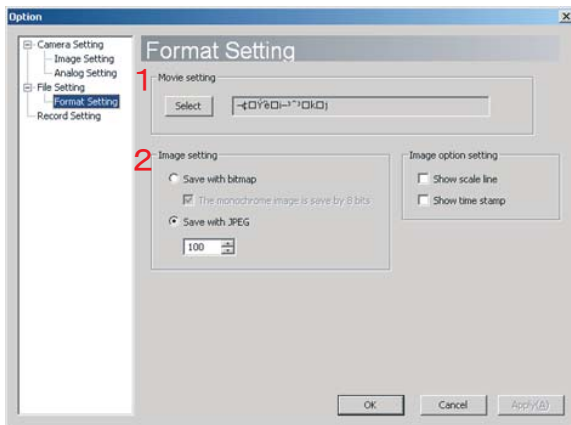 Option
Camera Setting
Image Setting
Analog Setting
File Setting
Format Setting
Record Setting
Format Setting
1
Movie setting
Select
2
Image setting
Save with bitmap
The monochrome image is save by 8 bits
Save with JPEG
100
Image option setting
Show scale line
Show time stamp
OK
Cancel
Apply(A)